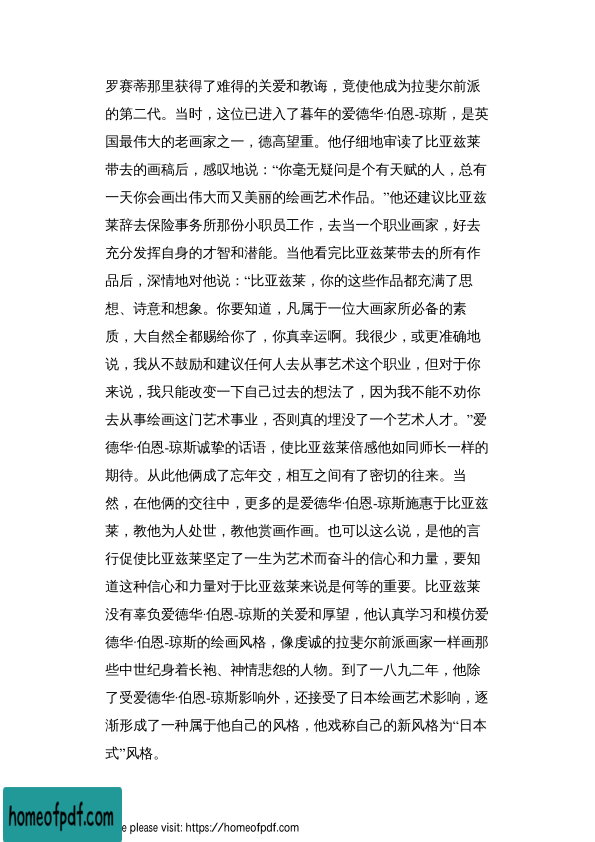 罗赛蒂那里获得了难得的关爱和教诲，竟使他成为拉斐尔前派
的第二代。当时，这位已进入了暮年的爱德华·伯恩-琼斯，是英
国最伟大的老画家之一，德高望重。他仔细地审读了比亚兹莱
带去的画稿后，感叹地说：“你毫无疑问是个有天赋的人，总有
一天你会画出伟大而又美丽的绘画艺术作品。”他还建议比亚兹
莱辞去保险事务所那份小职员工作，去当一个职业画家，好去
充分发挥自身的才智和潜能。当他看完比亚兹莱带去的所有作
品后，深情地对他说：“比亚兹莱，你的这些作品都充满了思
想、诗意和想象。你要知道，凡属于一位大画家所必备的素
质，大自然全都赐给你了，你真幸运啊。我很少，或更准确地
说，我从不鼓励和建议任何人去从事艺术这个职业，但对于你
来说，我只能改变一下自己过去的想法了，因为我不能不劝你
去从事绘画这门艺术事业，否则真的埋没了一个艺术人才。”爱
德华·伯恩-琼斯诚挚的话语，使比亚兹莱倍感他如同师长一样的
期待。从此他俩成了忘年交，相互之间有了密切的往来。当
然，在他俩的交往中，更多的是爱德华·伯恩-琼斯施惠于比亚兹
莱，教他为人处世，教他赏画作画。也可以这么说，是他的言
行促使比亚兹莱坚定了一生为艺术而奋斗的信心和力量，要知
道这种信心和力量对于比亚兹莱来说是何等的重要。比亚兹莱
没有辜负爱德华·伯恩-琼斯的关爱和厚望，他认真学习和模仿爱
德华·伯恩-琼斯的绘画风格，像虔诚的拉斐尔前派画家一样画那
些中世纪身着长袍、神情悲怨的人物。到了一八九二年，他除
了受爱德华·伯恩-琼斯影响外，还接受了日本绘画艺术影响，逐
渐形成了一种属于他自己的风格，他戏称自己的新风格为“日本
式”风格。
homeofpdf.com
please visit: https://homeofpdf.com